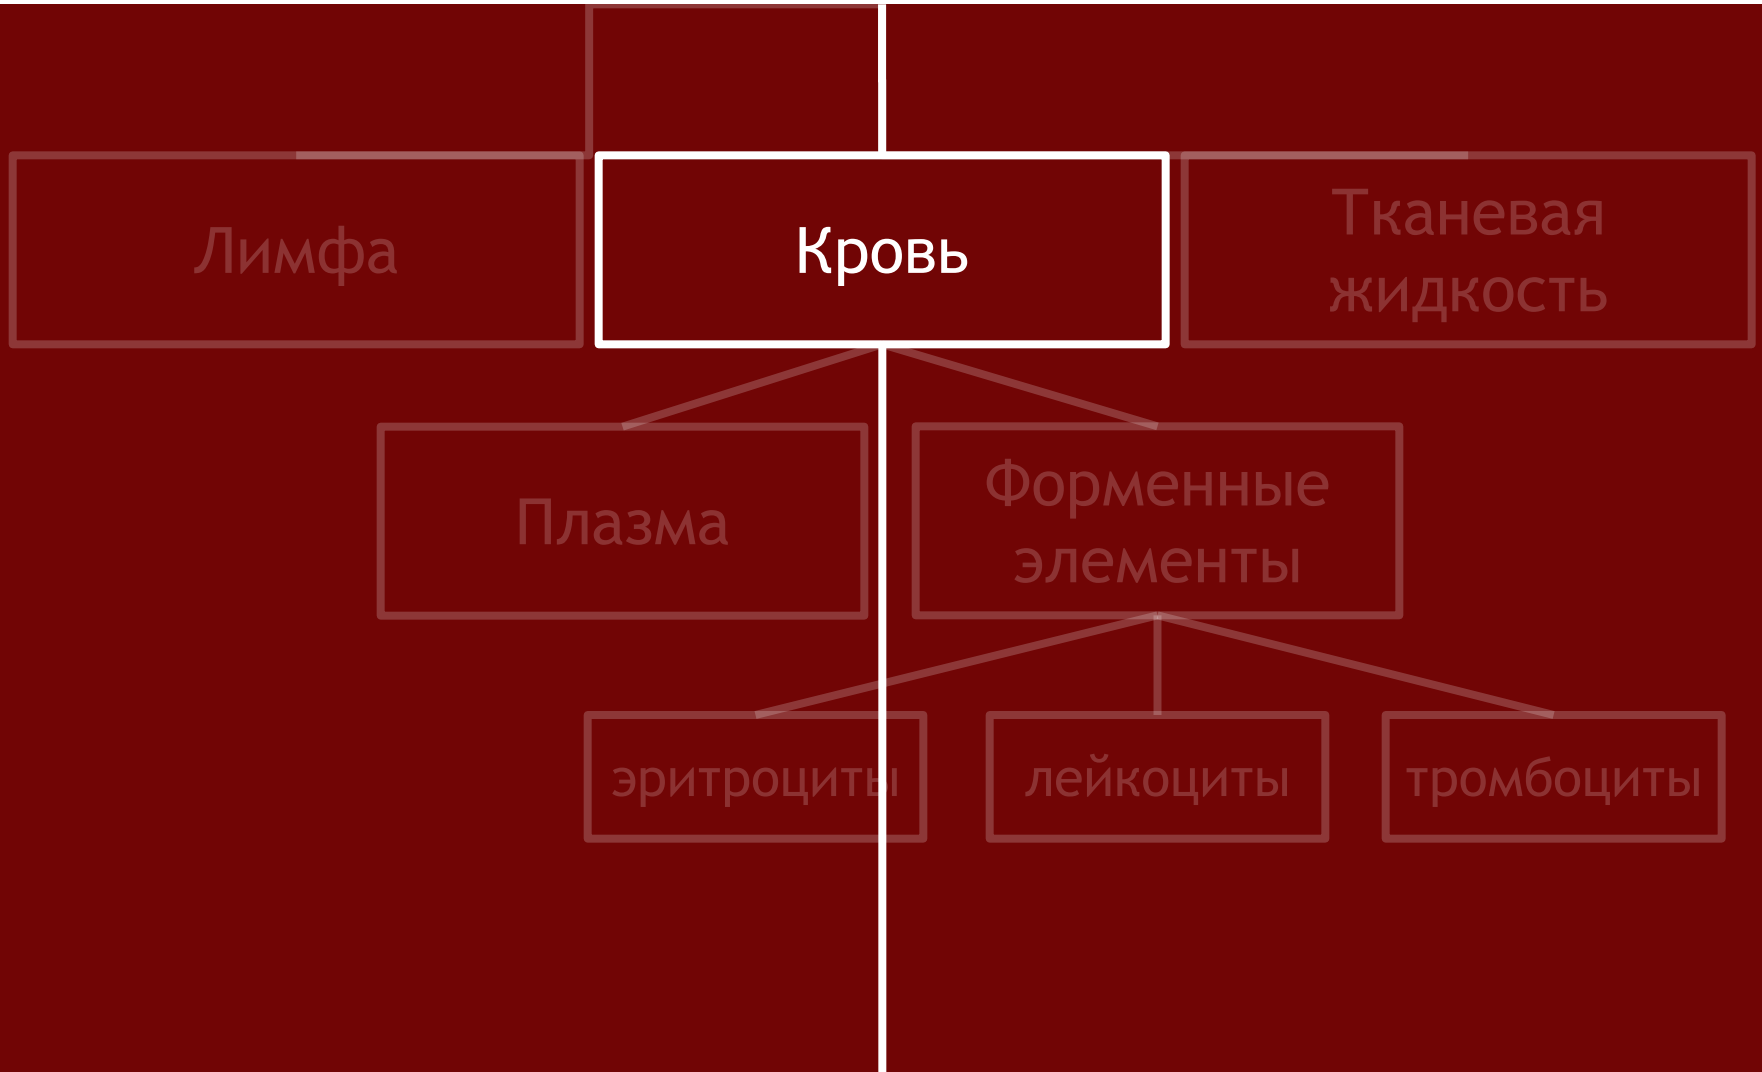 Лимфа
Кровь
Тканевая
жидкость
Плазма
Форменные
элементы
эритроциты
лейкоциты
тромбоциты